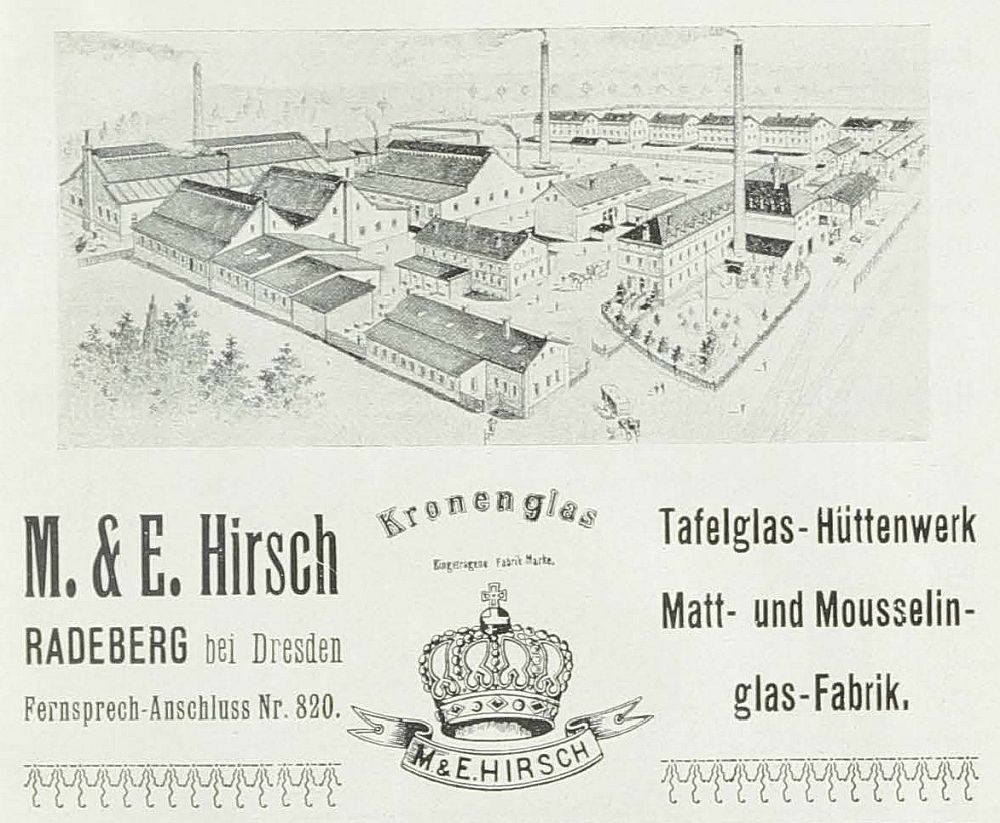 M. & E. Hirsch
RADEBERG bei Dresden
Fernsprech-Anschluss Nr. 820.
Kronenglas
Eingetragene Fabrik Marke.
M & E. HIRSCH
Tafelglas-Hüttenwerk
Matt- und Mousselin-
glas-Fabrik.